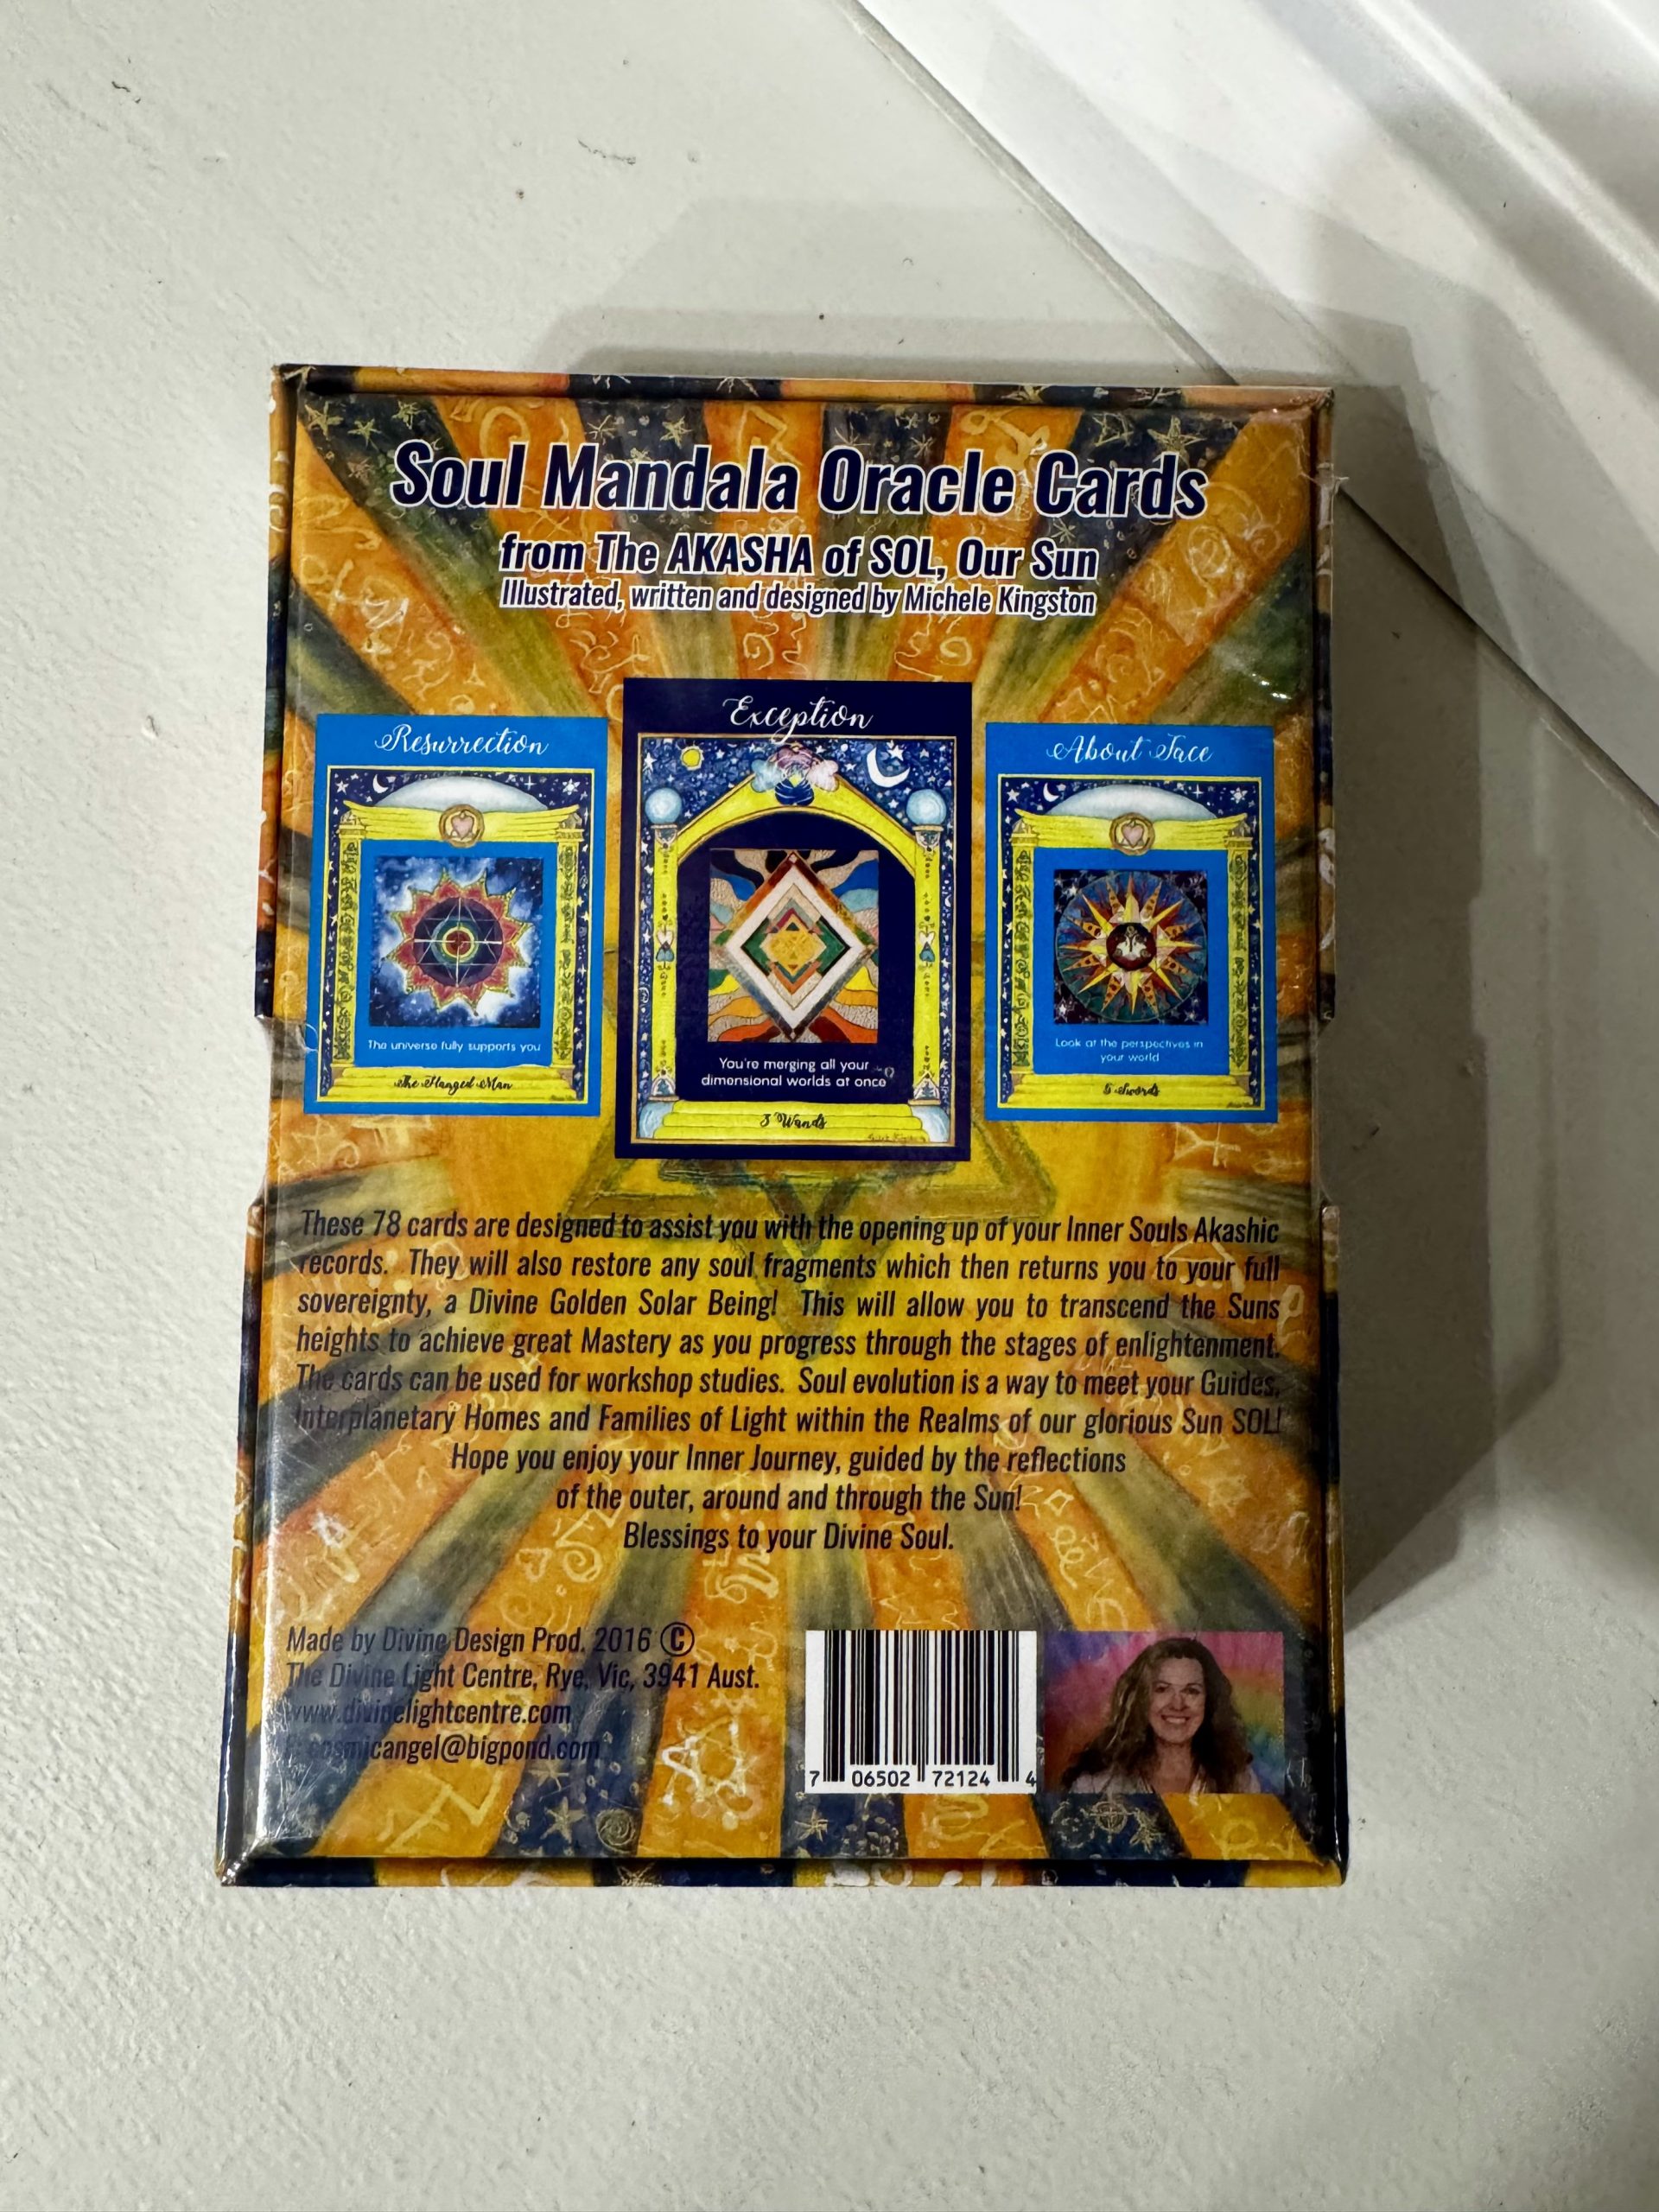 Soul Mandala Oracle Cards
from The AKASHA of SOL, Our Sun
Illustrated, written and designed by Michele Kingston
Resurrection
The universe fully supports you
The Hanged Man
Exception
You're merging all your
dimensional worlds at once
3 Wands
About Face
Look at the perspectives in
your world
5 Swords
These 78 cards are designed to assist you with the opening up of your Inner Souls Akashic
records. They will also restore any soul fragments which then returns you to your full
sovereignty, a Divine Golden Solar Being! This will allow you to transcend the Suns
heights to achieve great Mastery as you progress through the stages of enlightenment.
The cards can be used for workshop studies. Soul evolution is a way to meet your Guides,
Interplanetary Homes and Families of Light within the Realms of our glorious Sun SOL!
Hope you enjoy your Inner Journey, guided by the reflections
of the outer, around and through the Sun!
Blessings to your Divine Soul.
Made by Divine Design Prod. 2016 ©
The Divine Light Centre, Rye, Vic, 3941 Aust.
www.divinelightcentre.com
cosmicangel@bigpond.com
7 06502 72124 4